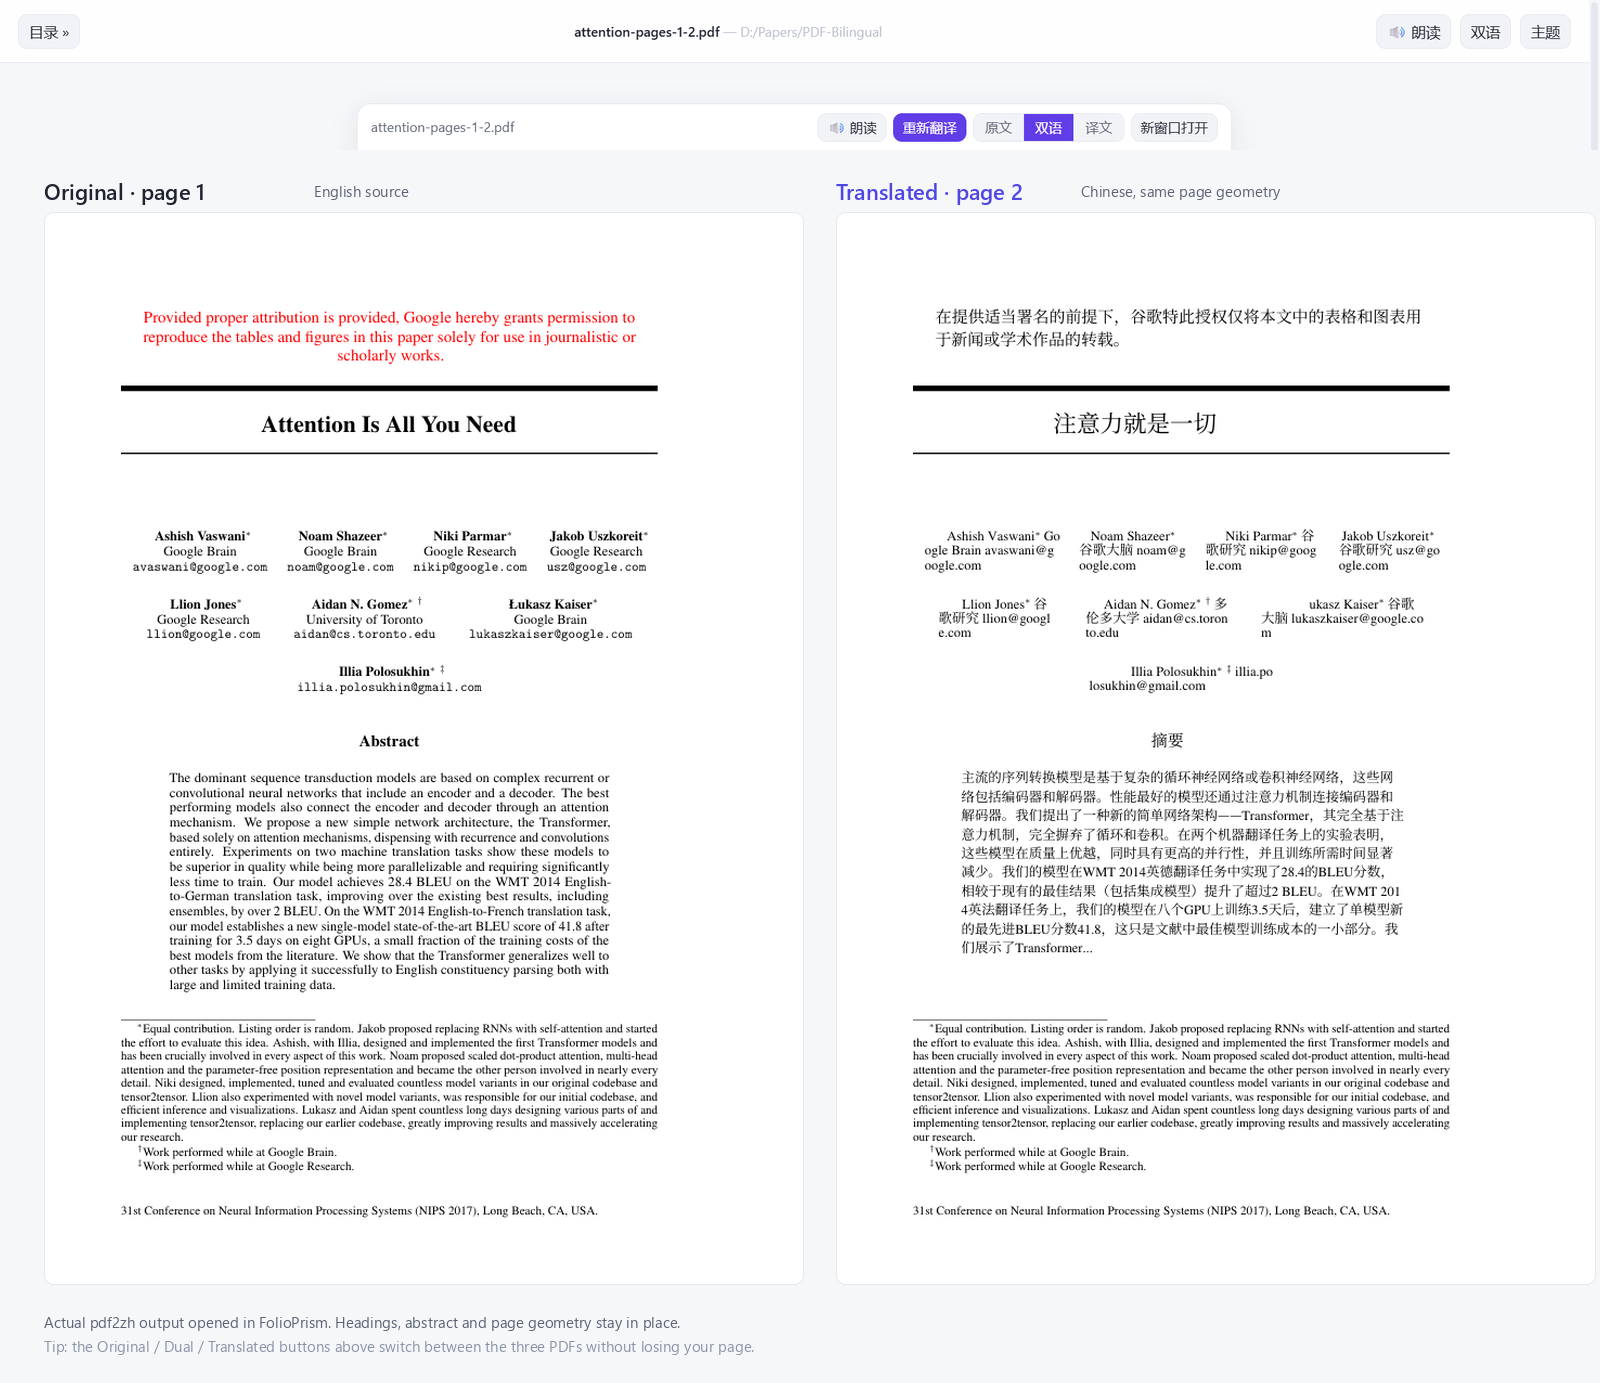 目录 »
attention-pages-1-2.pdf — D:/Papers/PDF-Bilingual
朗读
双语
主题
attention-pages-1-2.pdf
朗读
重新翻译
原文
双语
译文
新窗口打开
Original · page 1
English source
Provided proper attribution is provided, Google hereby grants permission to
reproduce the tables and figures in this paper solely for use in journalistic or
scholarly works.
Attention Is All You Need
Ashish Vaswani* Noam Shazeer* Niki Parmar* Jakob Uszkoreit*
Google Brain Google Brain Google Research Google Research
avaswani@google.com noam@google.com nikip@google.com usz@google.com
Llion Jones* Aidan N. Gomez* † Łukasz Kaiser*
Google Research University of Toronto Google Brain
llion@google.com aidan@cs.toronto.edu lukaszkaiser@google.com
Illia Polosukhin* ‡
illia.polosukhin@gmail.com
Abstract
The dominant sequence transduction models are based on complex recurrent or
convolutional neural networks that include an encoder and a decoder. The best
performing models also connect the encoder and decoder through an attention
mechanism. We propose a new simple network architecture, the Transformer,
based solely on attention mechanisms, dispensing with recurrence and convolutions
entirely. Experiments on two machine translation tasks show these models to
be superior in quality while being more parallelizable and requiring significantly
less time to train. Our model achieves 28.4 BLEU on the WMT 2014 English-
to-German translation task, improving over the existing best results, including
ensembles, by over 2 BLEU. On the WMT 2014 English-to-French translation task,
our model establishes a new single-model state-of-the-art BLEU score of 41.8 after
training for 3.5 days on eight GPUs, a small fraction of the training costs of the
best models from the literature. We show that the Transformer generalizes well to
other tasks by applying it successfully to English constituency parsing both with
large and limited training data.
*Equal contribution. Listing order is random. Jakob proposed replacing RNNs with self-attention and started
the effort to evaluate this idea. Ashish, with Illia, designed and implemented the first Transformer models and
has been crucially involved in every aspect of this work. Noam proposed scaled dot-product attention, multi-head
attention and the parameter-free position representation and became the other person involved in nearly every
detail. Niki designed, implemented, tuned and evaluated countless model variants in our original codebase and
tensor2tensor. Llion also experimented with novel model variants, was responsible for our initial codebase, and
efficient inference and visualizations. Lukasz and Aidan spent countless long days designing various parts of and
implementing tensor2tensor, replacing our earlier codebase, greatly improving results and massively accelerating
our research.
†Work performed while at Google Brain.
‡Work performed while at Google Research.
31st Conference on Neural Information Processing Systems (NIPS 2017), Long Beach, CA, USA.
Translated · page 2
Chinese, same page geometry
在提供适当署名的前提下，谷歌特此授权仅将本文中的表格和图表用
于新闻或学术作品的转载。
注意力就是一切
Ashish Vaswani* Go Noam Shazeer* Niki Parmar* 谷 Jakob Uszkoreit*
ogle Brain avaswani@g 谷歌大脑 noam@g 歌研究 nikip@goog 谷歌研究 usz@go
oogle.com oogle.com le.com ogle.com
Llion Jones* 谷 Aidan N. Gomez* † 多 ukasz Kaiser* 谷歌
歌研究 llion@googl 伦多大学 aidan@cs.toron 大脑 lukaszkaiser@google.co
e.com to.edu m
Illia Polosukhin* ‡ illia.po
losukhin@gmail.com
摘要
主流的序列转换模型是基于复杂的循环神经网络或卷积神经网络，这些网
络包括编码器和解码器。性能最好的模型还通过注意力机制连接编码器和
解码器。我们提出了一种新的简单网络架构——Transformer，其完全基于注
意力机制，完全摒弃了循环和卷积。在两个机器翻译任务上的实验表明，
这些模型在质量上优越，同时具有更高的并行性，并且训练所需时间显著
减少。我们的模型在WMT 2014英德翻译任务中实现了28.4的BLEU分数，
相较于现有的最佳结果（包括集成模型）提升了超过2 BLEU。在WMT 201
4英法翻译任务上，我们的模型在八个GPU上训练3.5天后，建立了单模型新
的最先进BLEU分数41.8，这只是文献中最佳模型训练成本的一小部分。我
们展示了Transformer...
*Equal contribution. Listing order is random. Jakob proposed replacing RNNs with self-attention and started
the effort to evaluate this idea. Ashish, with Illia, designed and implemented the first Transformer models and
has been crucially involved in every aspect of this work. Noam proposed scaled dot-product attention, multi-head
attention and the parameter-free position representation and became the other person involved in nearly every
detail. Niki designed, implemented, tuned and evaluated countless model variants in our original codebase and
tensor2tensor. Llion also experimented with novel model variants, was responsible for our initial codebase, and
efficient inference and visualizations. Lukasz and Aidan spent countless long days designing various parts of and
implementing tensor2tensor, replacing our earlier codebase, greatly improving results and massively accelerating
our research.
†Work performed while at Google Brain.
‡Work performed while at Google Research.
31st Conference on Neural Information Processing Systems (NIPS 2017), Long Beach, CA, USA.
Actual pdf2zh output opened in FolioPrism. Headings, abstract and page geometry stay in place.
Tip: the Original / Dual / Translated buttons above switch between the three PDFs without losing your page.